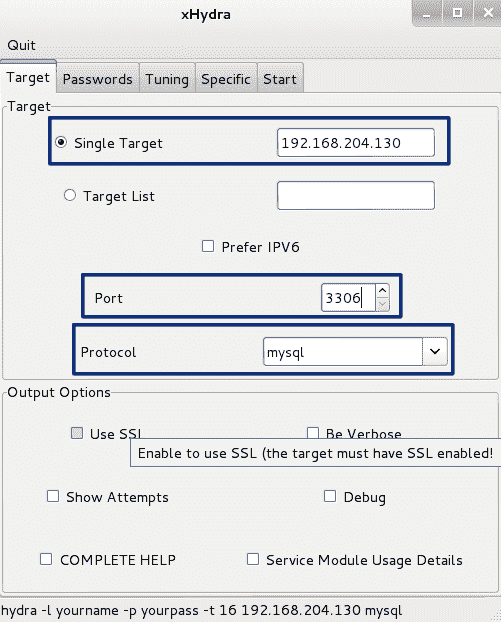 xHydra
Quit
Target Passwords Tuning Specific Start
Target
Single Target 192.168.204.130
Target List
Prefer IPV6
Port 3306
Protocol mysql
Output Options
Use SSL Be Verbose
Enable to use SSL (the target must have SSL enabled!
Show Attempts Debug
COMPLETE HELP Service Module Usage Details
hydra -l yourname -p yourpass -t 16 192.168.204.130 mysql